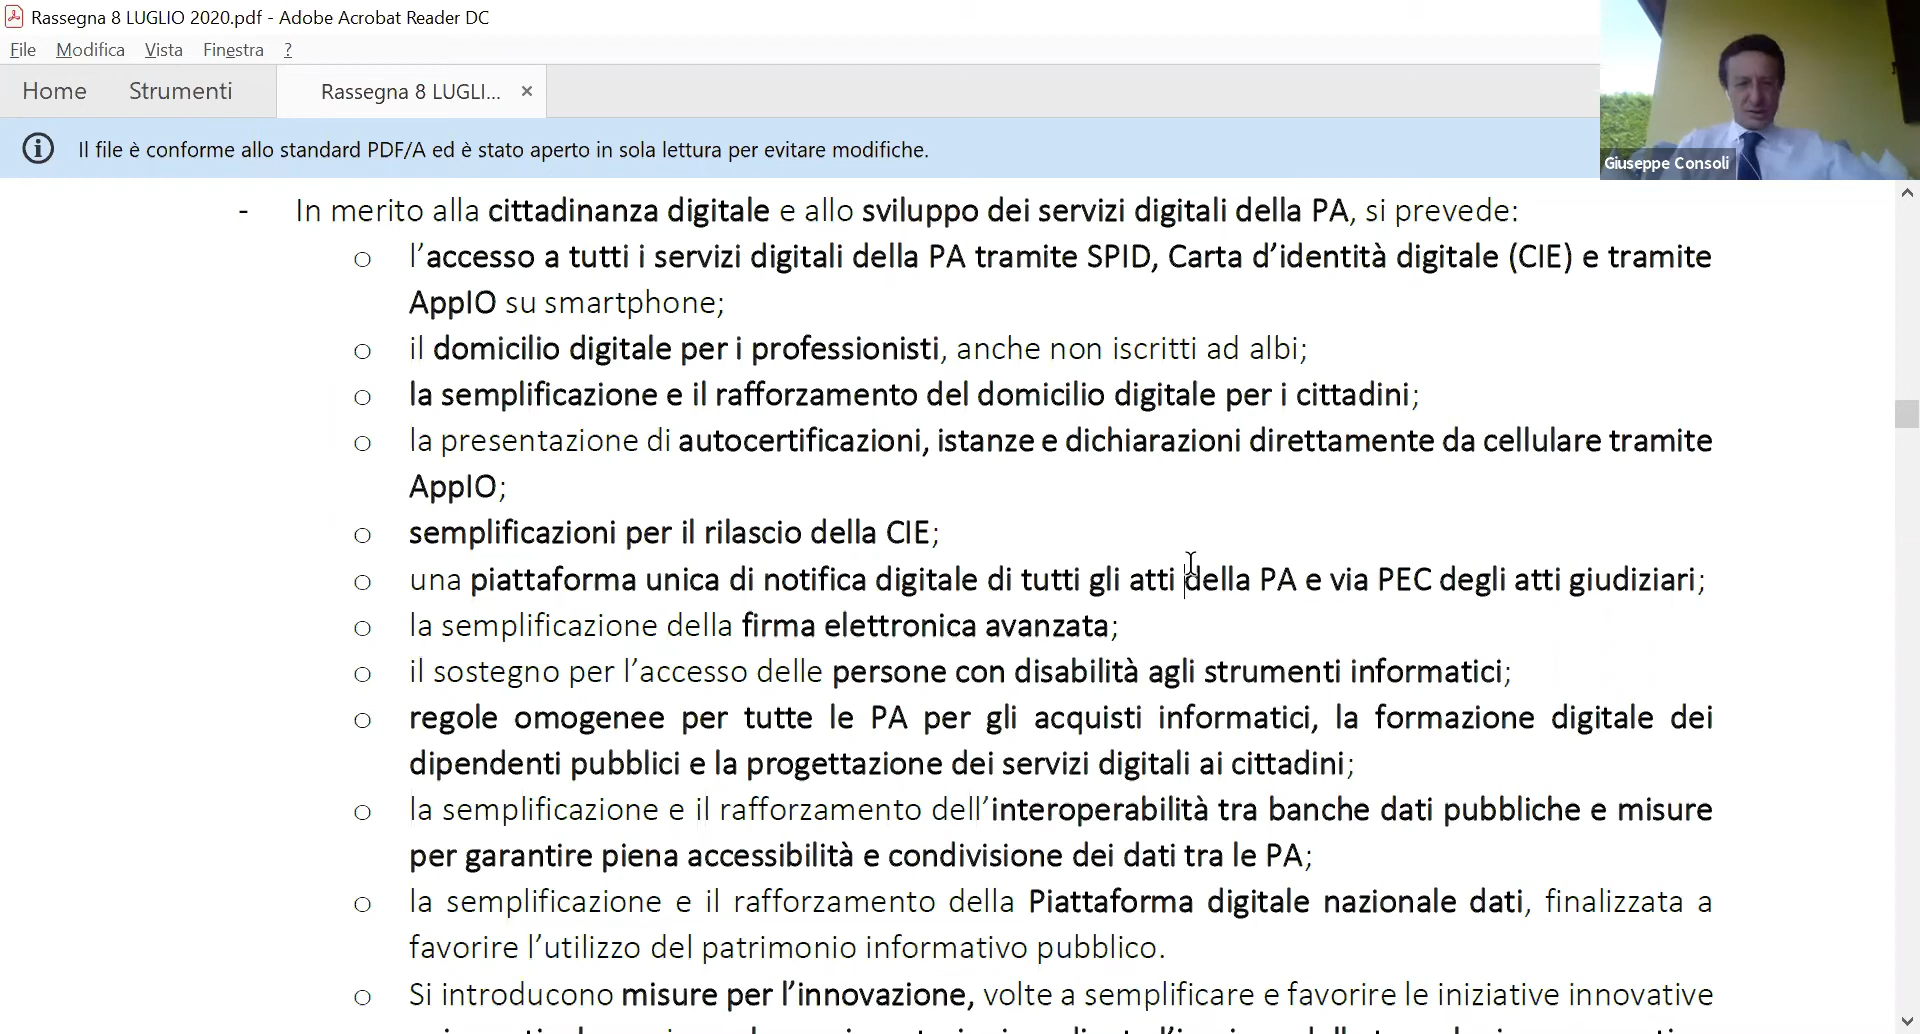 Rassegna 8 LUGLIO 2020.pdf - Adobe Acrobat Reader DC
File Modifica Vista Finestra ?
Home Strumenti Rassegna 8 LUGLI... ×
Il file è conforme allo standard PDF/A ed è stato aperto in sola lettura per evitare modifiche.
Giuseppe Consoli
- In merito alla cittadinanza digitale e allo sviluppo dei servizi digitali della PA, si prevede:
o l’accesso a tutti i servizi digitali della PA tramite SPID, Carta d’identità digitale (CIE) e tramite
AppIO su smartphone;
o il domicilio digitale per i professionisti, anche non iscritti ad albi;
o la semplificazione e il rafforzamento del domicilio digitale per i cittadini;
o la presentazione di autocertificazioni, istanze e dichiarazioni direttamente da cellulare tramite
AppIO;
o semplificazioni per il rilascio della CIE;
o una piattaforma unica di notifica digitale di tutti gli atti della PA e via PEC degli atti giudiziari;
o la semplificazione della firma elettronica avanzata;
o il sostegno per l’accesso delle persone con disabilità agli strumenti informatici;
o regole omogenee per tutte le PA per gli acquisti informatici, la formazione digitale dei
dipendenti pubblici e la progettazione dei servizi digitali ai cittadini;
o la semplificazione e il rafforzamento dell’interoperabilità tra banche dati pubbliche e misure
per garantire piena accessibilità e condivisione dei dati tra le PA;
o la semplificazione e il rafforzamento della Piattaforma digitale nazionale dati, finalizzata a
favorire l’utilizzo del patrimonio informativo pubblico.
o Si introducono misure per l’innovazione, volte a semplificare e favorire le iniziative innovative